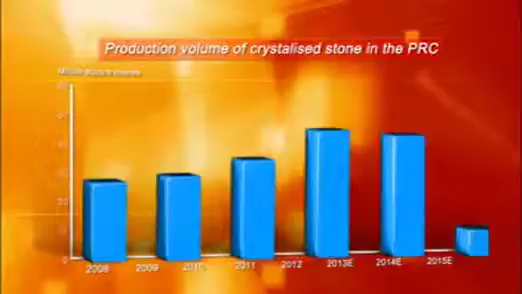 Production volume of crystalised stone in the PRC
2008 2009 2010 2011 2012 2013E 2014E 2015E